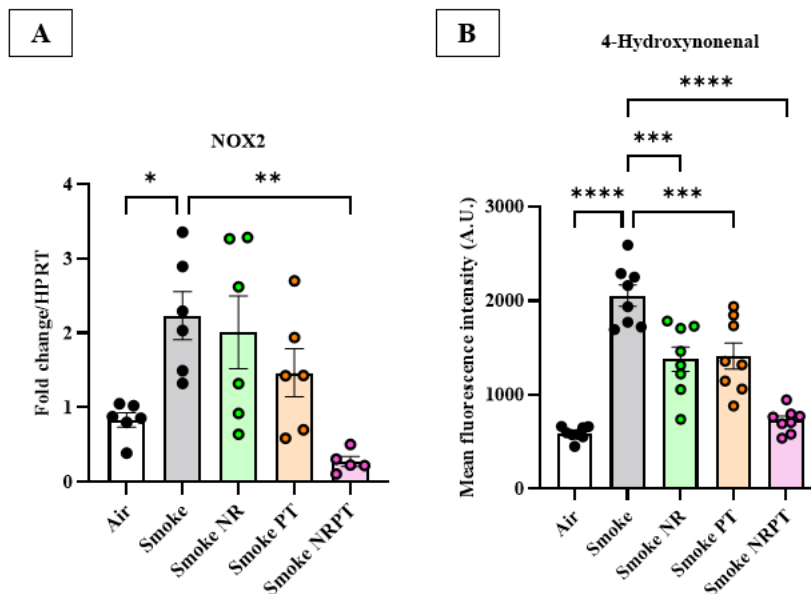 A
NOX2
*
**
Fold change/HPRT
4
3
2
1
0
Air
Smoke
Smoke NR
Smoke PT
Smoke NRPT
B
4-Hydroxynonenal
****
***
****
***
Mean fluorescence intensity (A.U.)
3000
2000
1000
0
Air
Smoke
Smoke NR
Smoke PT
Smoke NRPT